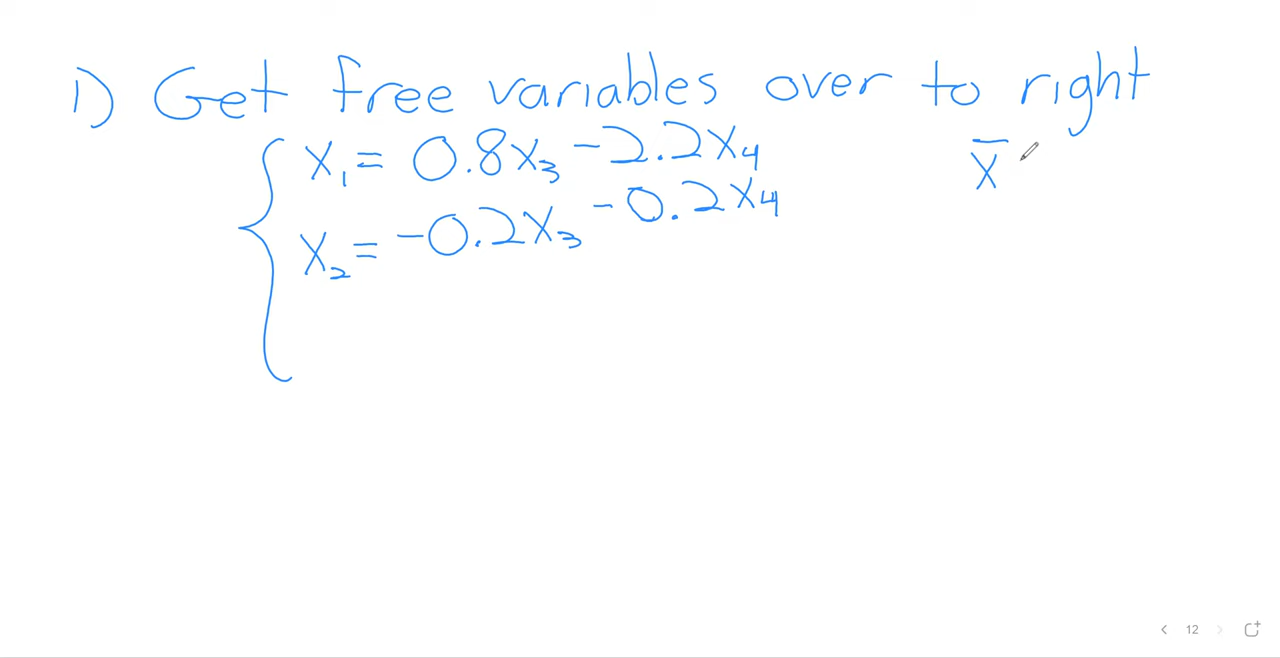 1) Get free variables over to right
x₁ = 0.8x₃ - 2.2x₄
x̅
x₂ = -0.2x₃ - 0.2x₄
12